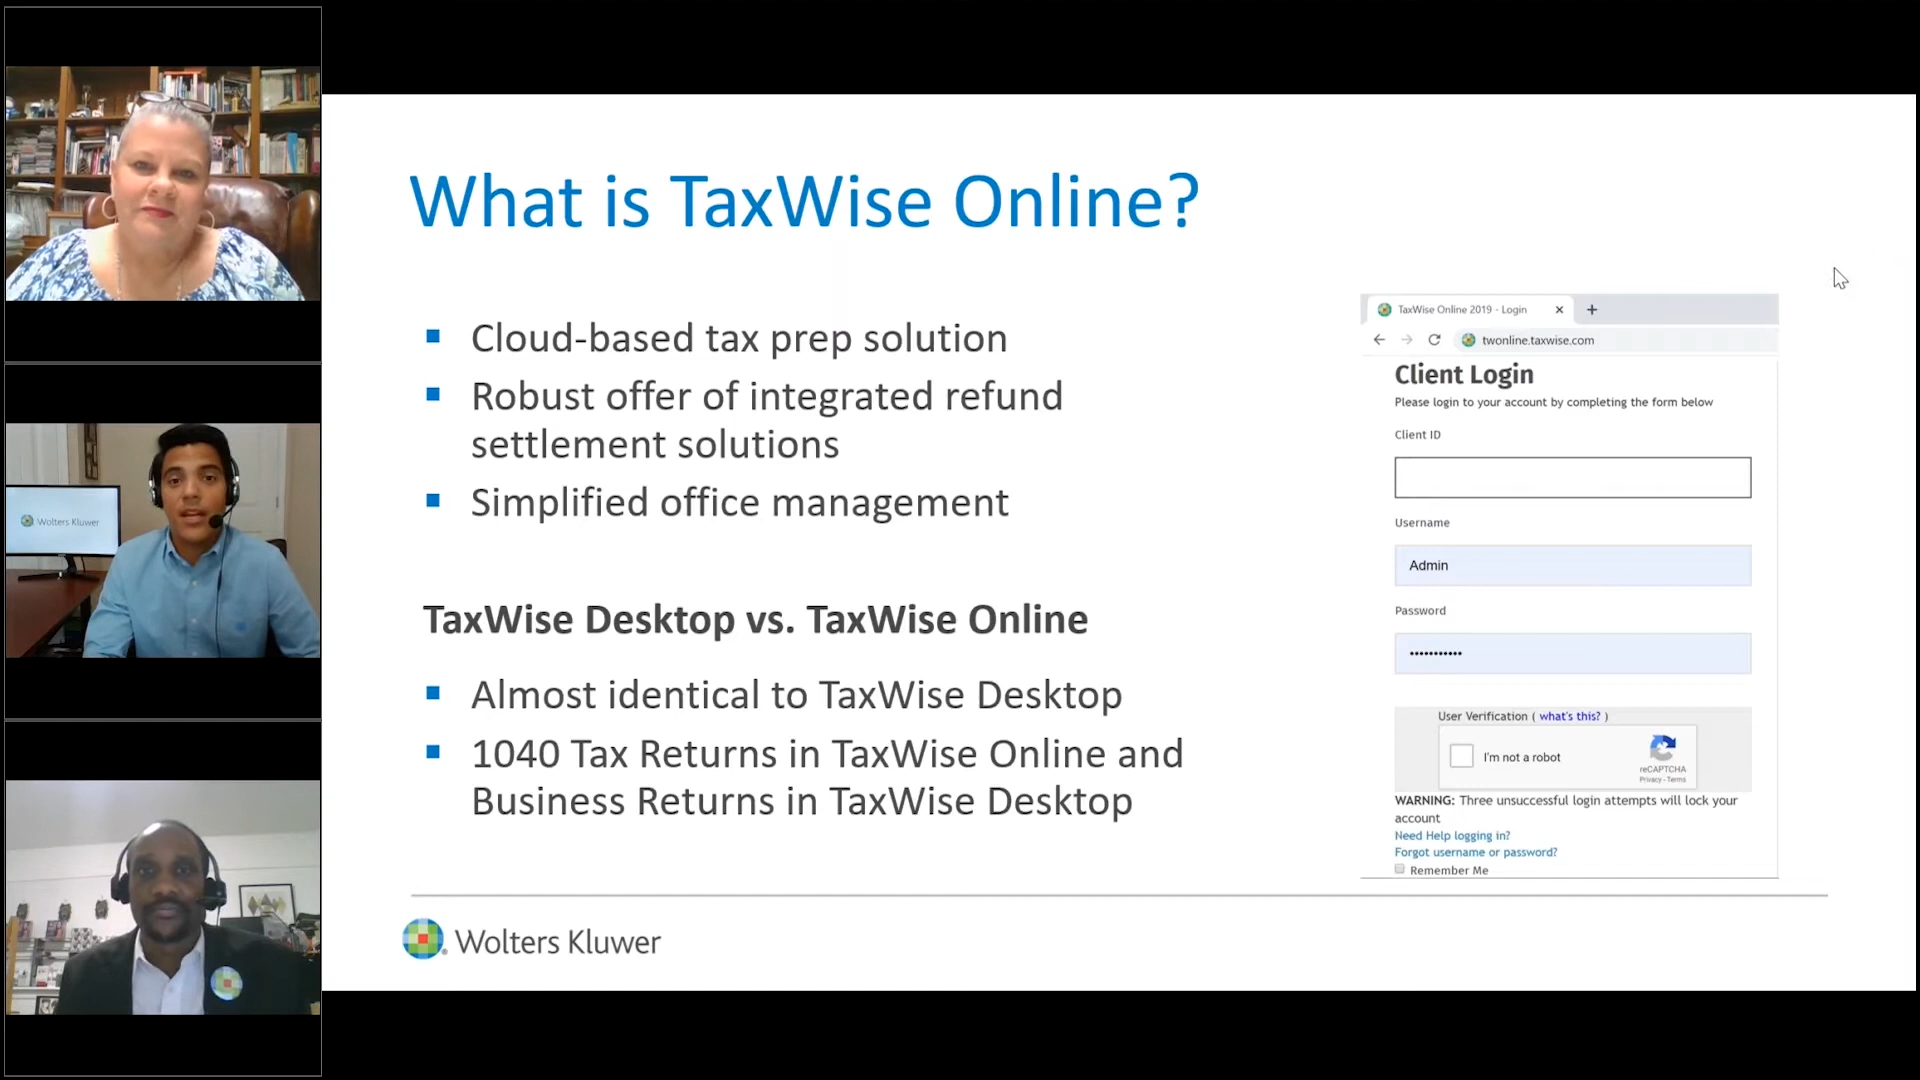 What is TaxWise Online?
Cloud-based tax prep solution
Robust offer of integrated refund
settlement solutions
Simplified office management
TaxWise Desktop vs. TaxWise Online
Almost identical to TaxWise Desktop
1040 Tax Returns in TaxWise Online and
Business Returns in TaxWise Desktop
TaxWise Online 2019 - Login
twonline.taxwise.com
Client Login
Please login to your account by completing the form below
Client ID
Username
Admin
Password
•••••••••••
User Verification ( what's this? )
I'm not a robot
reCAPTCHA
Privacy - Terms
WARNING: Three unsuccessful login attempts will lock your
account
Need Help logging in?
Forgot username or password?
Remember Me
Wolters Kluwer
Wolters Kluwer